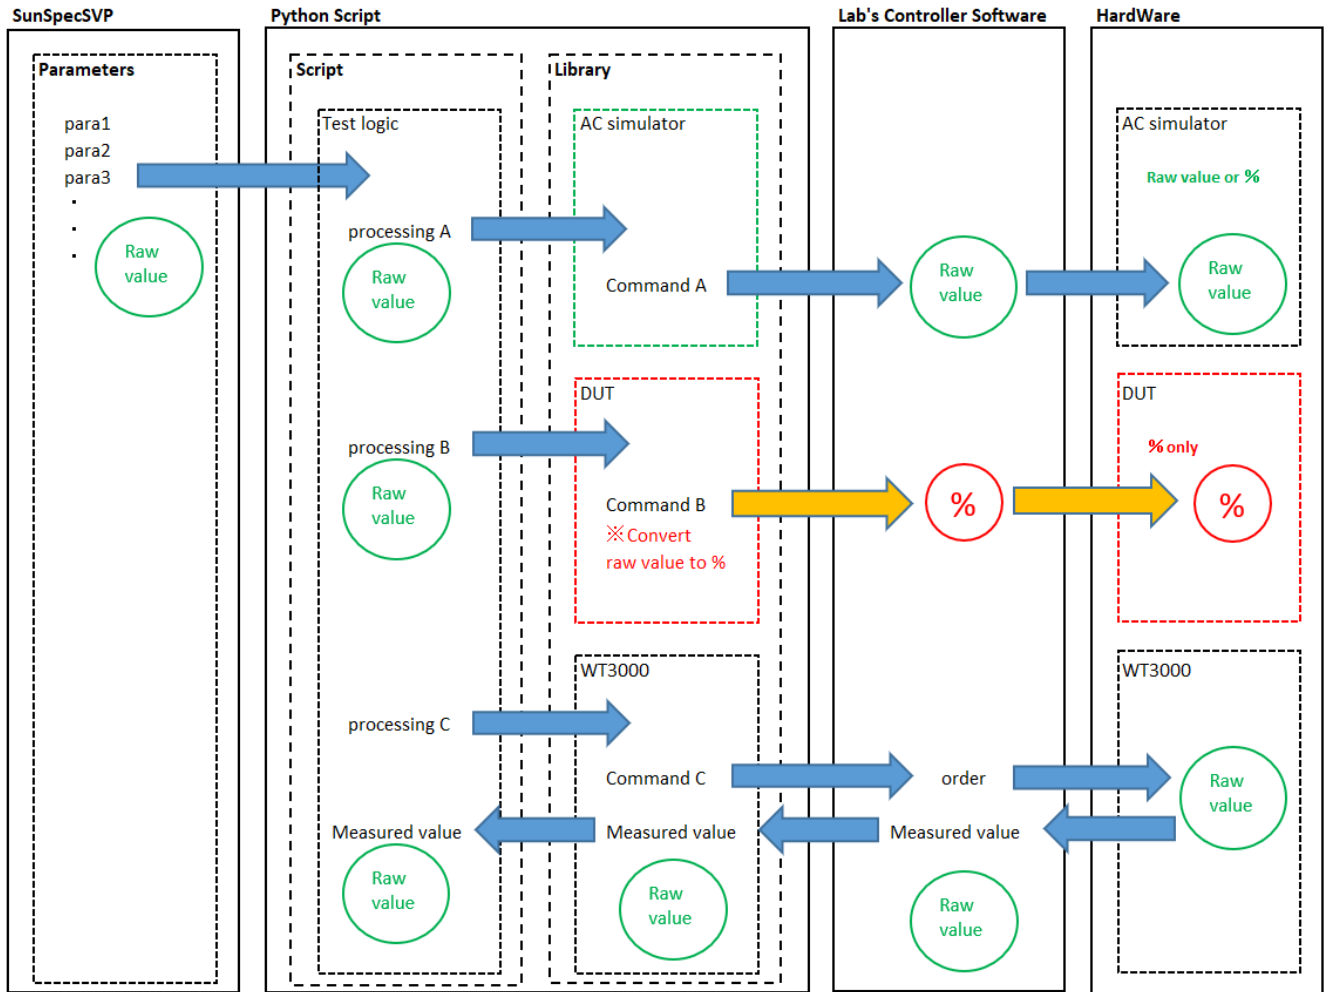 SunSpecSVP
Python Script
Lab's Controller Software
HardWare
Parameters
para1
para2
para3
・
・
・
Raw
value
Script
Test logic
processing A
Raw
value
processing B
Raw
value
processing C
Measured value
Raw
value
Library
AC simulator
Command A
DUT
Command B
※Convert
raw value to %
WT3000
Command C
Measured value
Raw
value
Raw
value
%
order
Measured value
Raw
value
AC simulator
Raw value or %
Raw
value
DUT
% only
%
WT3000
Raw
value